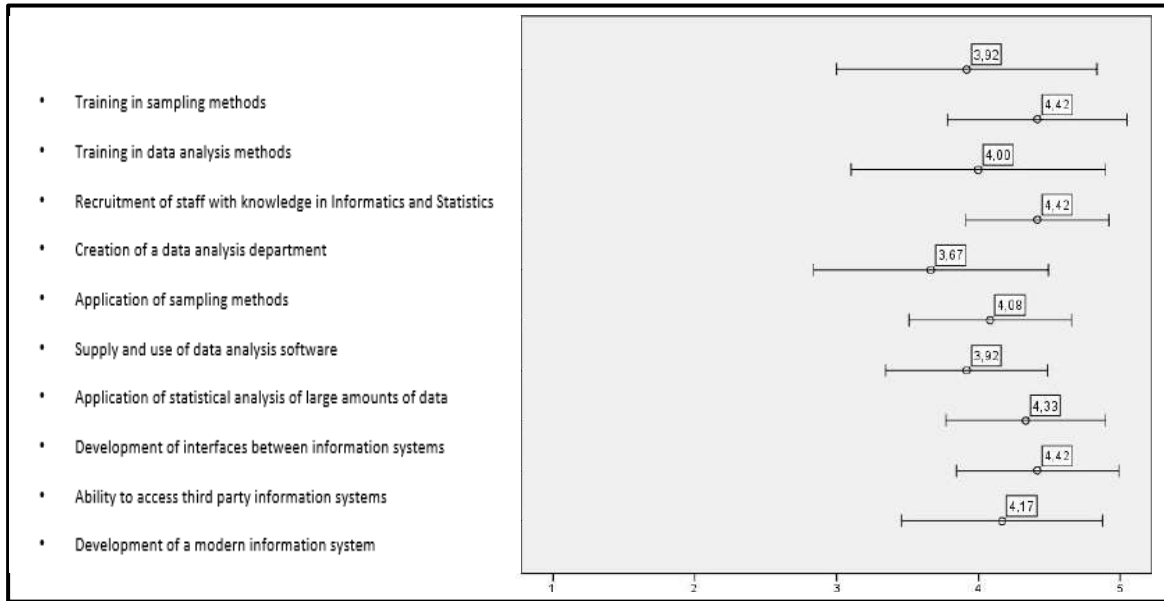 • Training in sampling methods
• Training in data analysis methods
• Recruitment of staff with knowledge in Informatics and Statistics
• Creation of a data analysis department
• Application of sampling methods
• Supply and use of data analysis software
• Application of statistical analysis of large amounts of data
• Development of interfaces between information systems
• Ability to access third party information systems
• Development of a modern information system
3,92
4,42
4,00
4,42
3,67
4,08
3,92
4,33
4,42
4,17
1 2 3 4 5